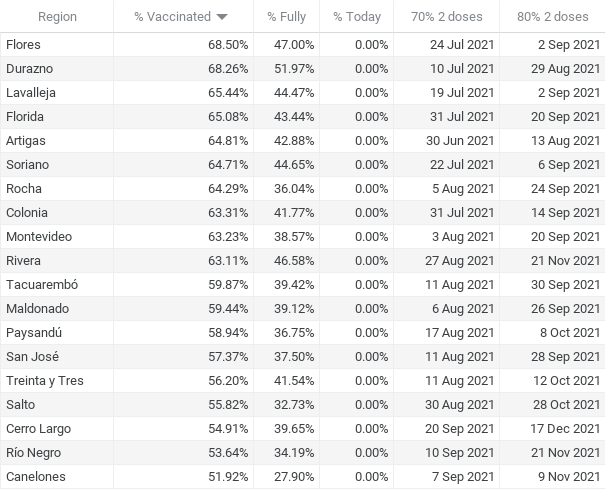 Region % Vaccinated % Fully % Today 70% 2 doses 80% 2 doses
Flores 68.50% 47.00% 0.00% 24 Jul 2021 2 Sep 2021
Durazno 68.26% 51.97% 0.00% 10 Jul 2021 29 Aug 2021
Lavalleja 65.44% 44.47% 0.00% 19 Jul 2021 2 Sep 2021
Florida 65.08% 43.44% 0.00% 31 Jul 2021 20 Sep 2021
Artigas 64.81% 42.88% 0.00% 30 Jun 2021 13 Aug 2021
Soriano 64.71% 44.65% 0.00% 22 Jul 2021 6 Sep 2021
Rocha 64.29% 36.04% 0.00% 5 Aug 2021 24 Sep 2021
Colonia 63.31% 41.77% 0.00% 31 Jul 2021 14 Sep 2021
Montevideo 63.23% 38.57% 0.00% 3 Aug 2021 20 Sep 2021
Rivera 63.11% 46.58% 0.00% 27 Aug 2021 21 Nov 2021
Tacuarembó 59.87% 39.42% 0.00% 11 Aug 2021 30 Sep 2021
Maldonado 59.44% 39.12% 0.00% 6 Aug 2021 26 Sep 2021
Paysandú 58.94% 36.75% 0.00% 17 Aug 2021 8 Oct 2021
San José 57.37% 37.50% 0.00% 11 Aug 2021 28 Sep 2021
Treinta y Tres 56.20% 41.54% 0.00% 11 Aug 2021 12 Oct 2021
Salto 55.82% 32.73% 0.00% 30 Aug 2021 28 Oct 2021
Cerro Largo 54.91% 39.65% 0.00% 20 Sep 2021 17 Dec 2021
Río Negro 53.64% 34.19% 0.00% 10 Sep 2021 21 Nov 2021
Canelones 51.92% 27.90% 0.00% 7 Sep 2021 9 Nov 2021